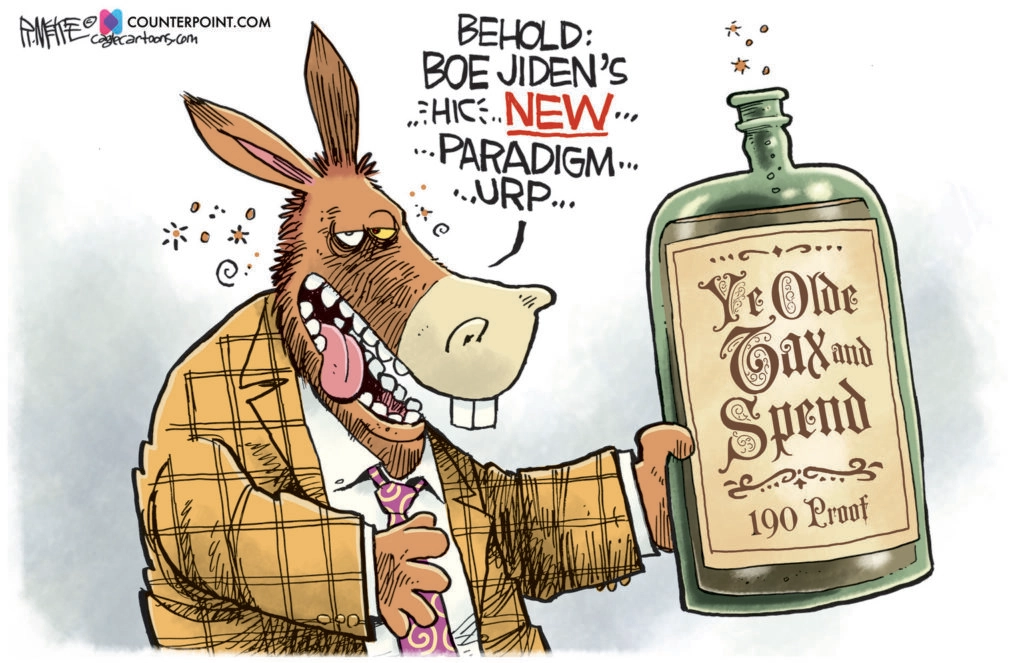 COUNTERPOINT.COM
caglecartoons.com
BEHOLD:
BOE JIDEN'S
...HIC... NEW...
...PARADIGM...
...URP...
Ye Olde
Tax and
Spend
190 Proof